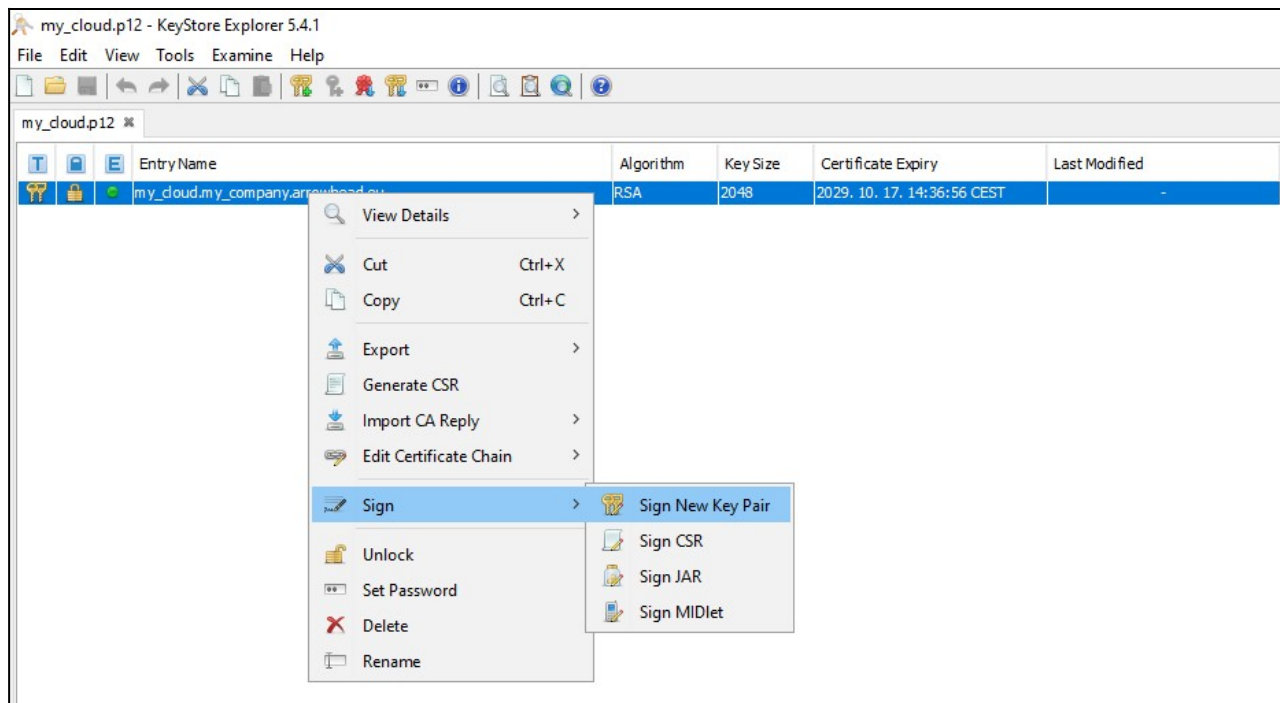 my_cloud.p12 - KeyStore Explorer 5.4.1
File Edit View Tools Examine Help
my_cloud.p12
T E Entry Name Algorithm Key Size Certificate Expiry Last Modified
my_cloud.my_company.arrowhead.eu RSA 2048 2029. 10. 17. 14:36:56 CEST -
View Details
Cut Ctrl+X
Copy Ctrl+C
Export
Generate CSR
Import CA Reply
Edit Certificate Chain
Sign
Sign New Key Pair
Sign CSR
Sign JAR
Sign MIDlet
Unlock
Set Password
Delete
Rename